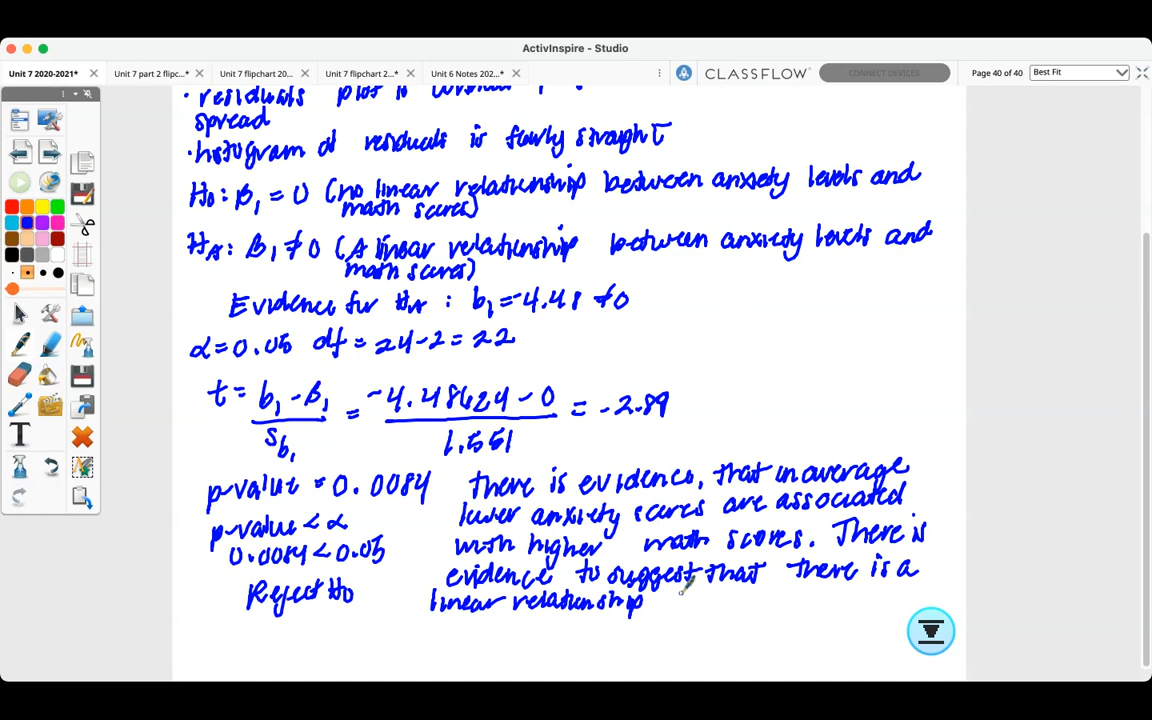 ActivInspire - Studio
Unit 7 2020-2021*
Unit 7 part 2 flipc...*
Unit 7 flipchart 20...
Unit 7 flipchart 2...*
Unit 6 Notes 202...*
CLASSFLOW
CONNECT DEVICES
Page 40 of 40
Best Fit
• residuals plot
spread
• histogram of residuals is fairly straight
H₀: β₁ = 0 (no linear relationship between anxiety levels and
math scores)
Hₐ: β₁ ≠ 0 (A linear relationship between anxiety levels and
math scores)
Evidence for Hₐ : b₁ = -4.48 ≠ 0
α = 0.05 df = 24-2 = 22
t = (b₁ - β₁)/s_b₁ = (-4.48624 - 0)/1.551 = -2.89
p-value = 0.0084
p-value < α
0.0084 < 0.05
Reject H₀
there is evidence, that in average
lower anxiety scores are associated
with higher math scores. There is
evidence to suggest that there is a
linear relationship
T